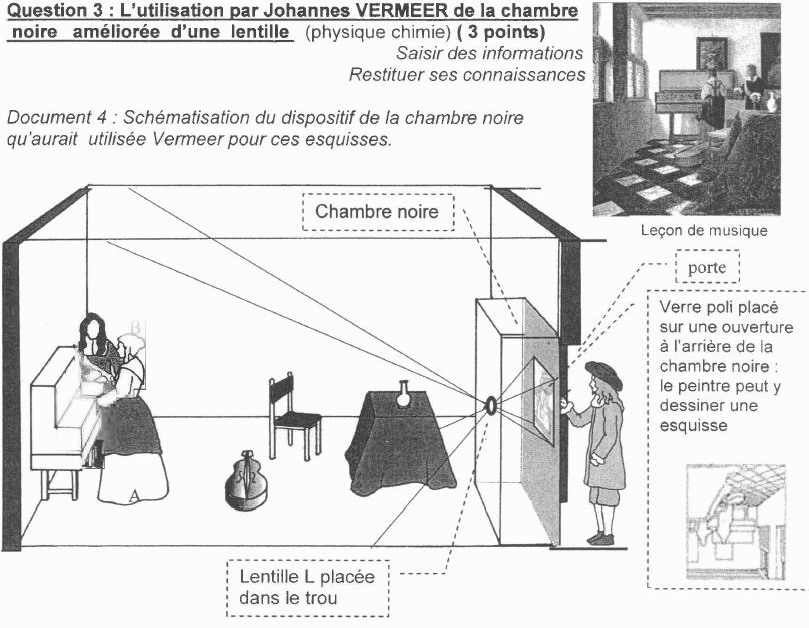 Question 3 : L'utilisation par Johannes VERMEER de la chambre
noire améliorée d'une lentille (physique chimie) ( 3 points)
Saisir des informations
Restituer ses connaissances
Document 4 : Schématisation du dispositif de la chambre noire
qu'aurait utilisée Vermeer pour ces esquisses.
Leçon de musique
Chambre noire
porte
Verre poli placé
sur une ouverture
à l'arrière de la
chambre noire :
le peintre peut y
dessiner une
esquisse
B
A
Lentille L placée
dans le trou